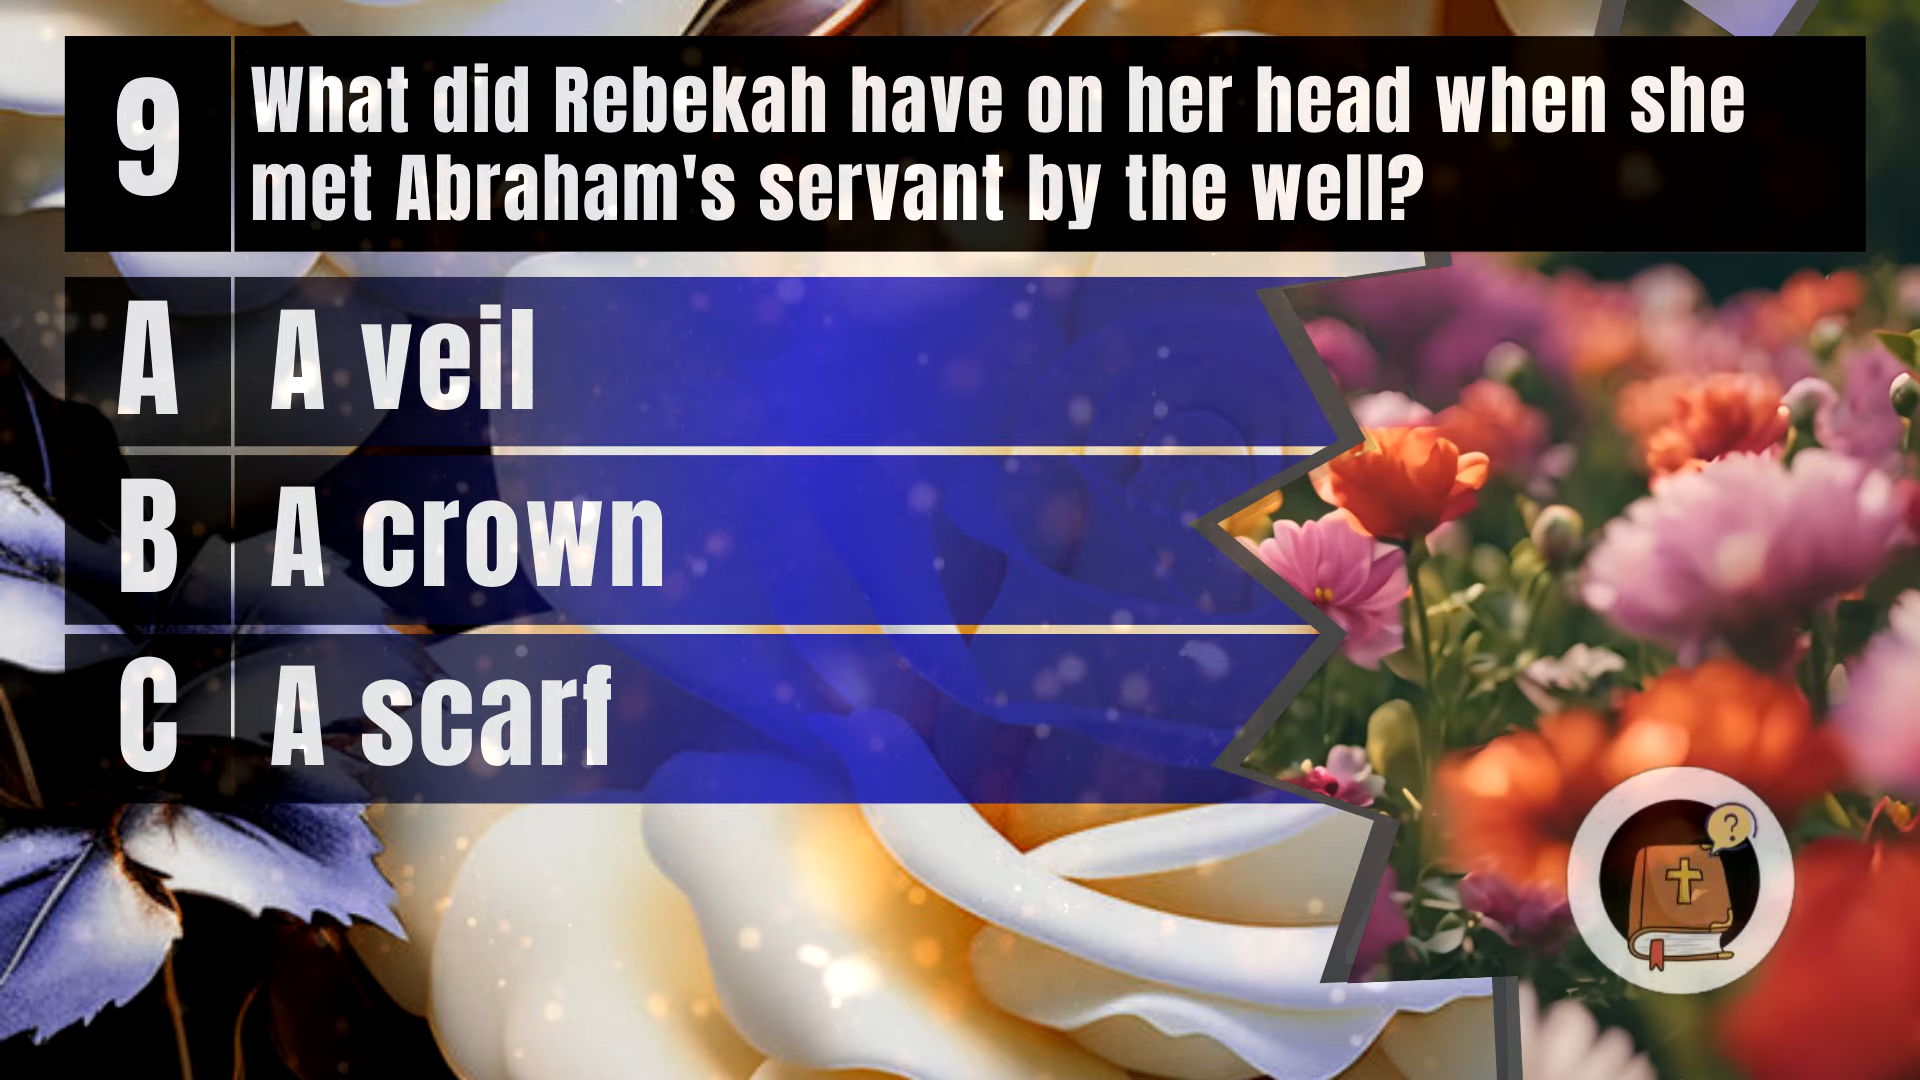 9
What did Rebekah have on her head when she
met Abraham's servant by the well?
A
A veil
B
A crown
C
A scarf
?